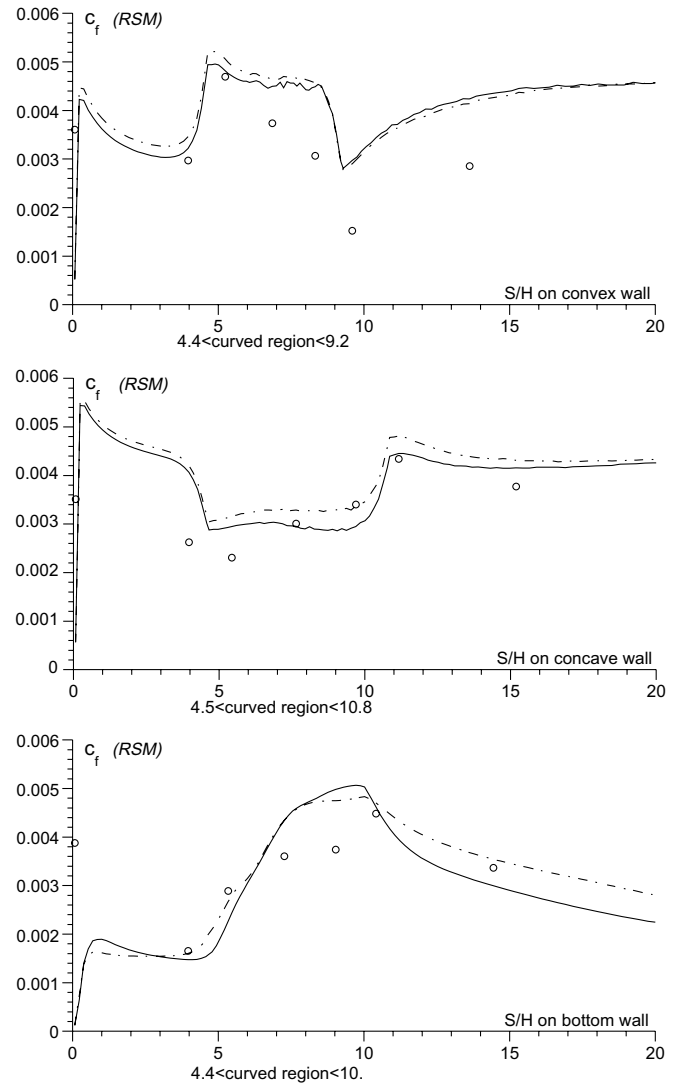 0.006
c_f (RSM)
0.005
0.004
0.003
0.002
0.001
0
S/H on convex wall
0 5 10 15 20
4.4<curved region<9.2
0.006
c_f (RSM)
0.005
0.004
0.003
0.002
0.001
0
S/H on concave wall
0 5 10 15 20
4.5<curved region<10.8
0.006
c_f (RSM)
0.005
0.004
0.003
0.002
0.001
0
S/H on bottom wall
0 5 10 15 20
4.4<curved region<10.